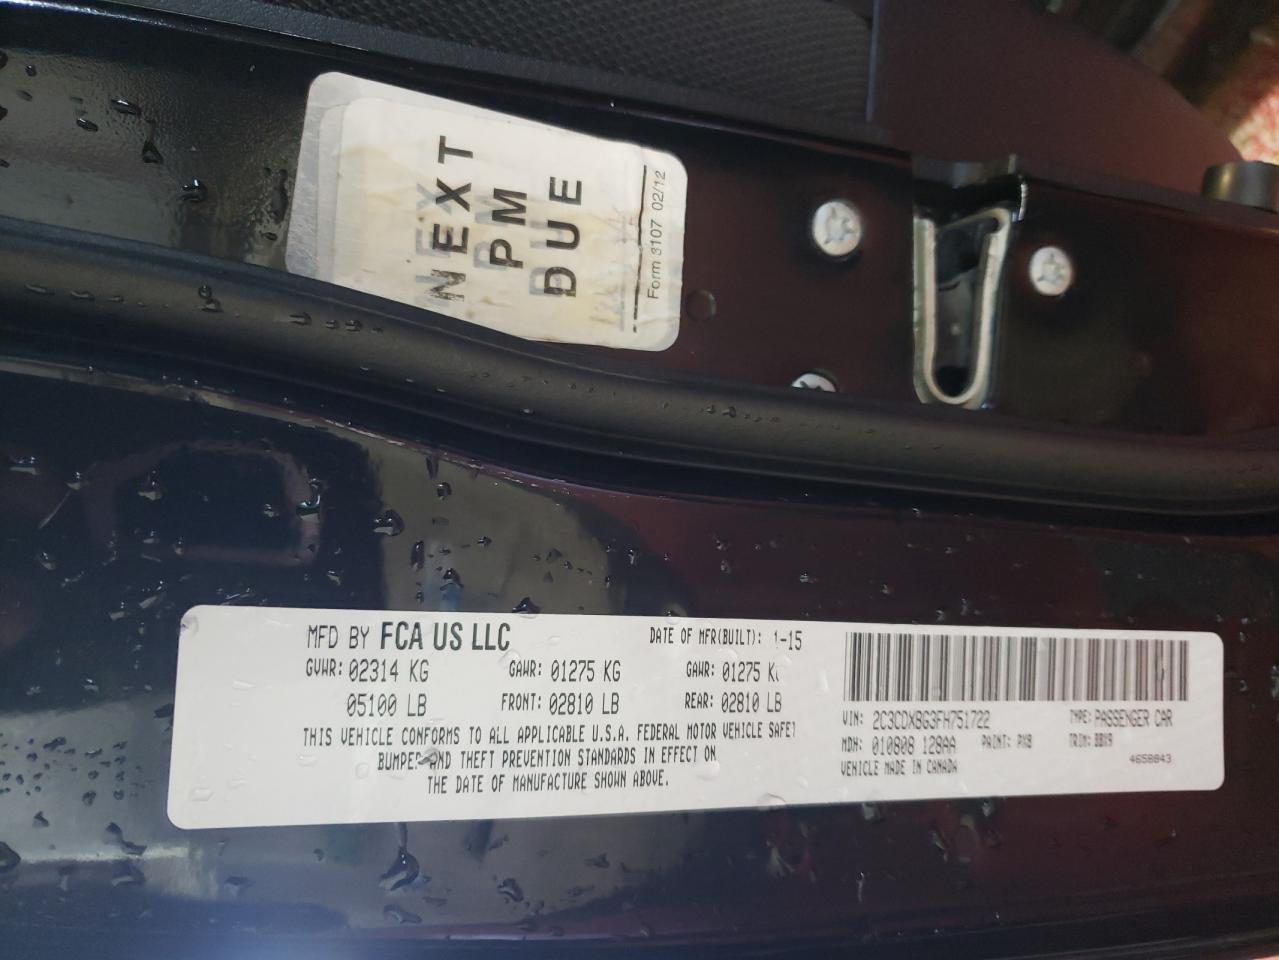 NEXT
PM
DUE
Form 3107 02/12
MFD BY FCA US LLC
DATE OF MFR(BUILT): 1-15
GVWR: 02314 KG
GAWR: 01275 KG
GAWR: 01275 KG
05100 LB
FRONT: 02810 LB
REAR: 02810 LB
THIS VEHICLE CONFORMS TO ALL APPLICABLE U.S.A. FEDERAL MOTOR VEHICLE SAFET
BUMPER AND THEFT PREVENTION STANDARDS IN EFFECT ON
THE DATE OF MANUFACTURE SHOWN ABOVE.
VIN: 2C3CDXBG3FH751722
TYPE: PASSENGER CAR
MDH: 010808 128AA
PAINT: PX8
TRIM: BBX9
VEHICLE MADE IN CANADA
4658843